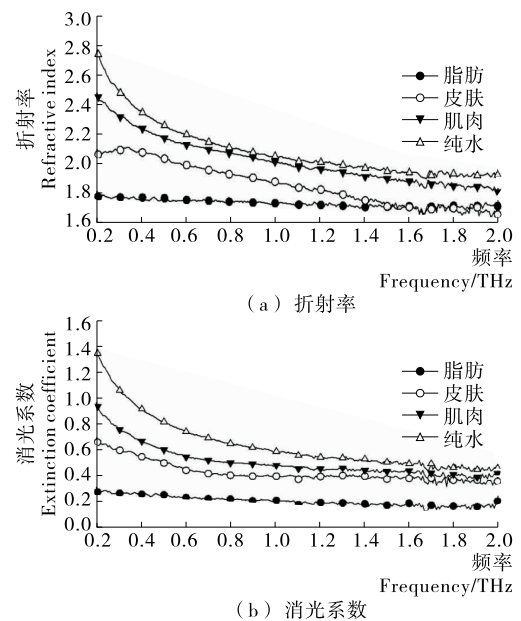 3.0
2.8
2.6
2.4
2.2
2.0
1.8
1.6
折射率
Refractive index
脂肪
皮肤
肌肉
纯水
0.2 0.4 0.6 0.8 1.0 1.2 1.4 1.6 1.8 2.0
频率
Frequency/THz
(a) 折射率
1.6
1.4
1.2
1.0
0.8
0.6
0.4
0.2
0.0
消光系数
Extinction coefficient
脂肪
皮肤
肌肉
纯水
0.2 0.4 0.6 0.8 1.0 1.2 1.4 1.6 1.8 2.0
频率
Frequency/THz
(b) 消光系数